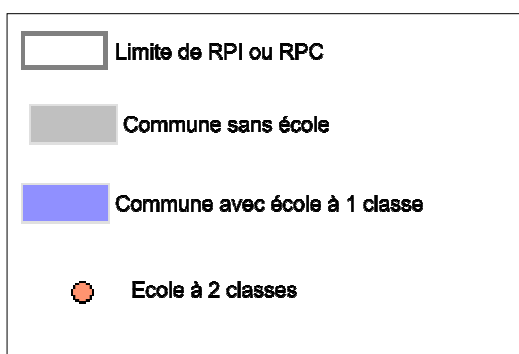 Limite de RPI ou RPC
Commune sans école
Commune avec école à 1 classe
Ecole à 2 classes